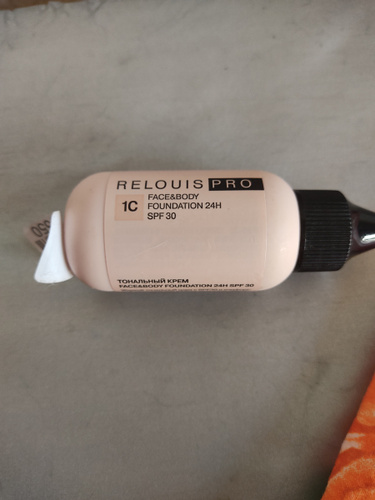 RELOUIS PRO
1C
FACE&BODY
FOUNDATION 24H
SPF 30
ТОНАЛЬНЫЙ КРЕМ
FACE&BODY FOUNDATION 24H SPF 30